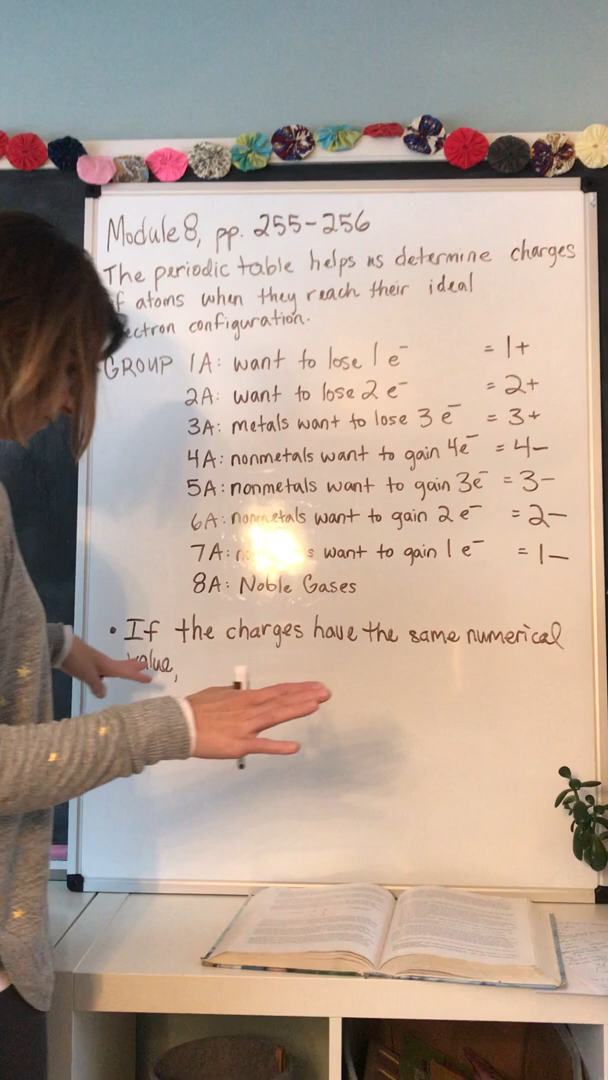 Module 8, pp. 255-256
The periodic table helps us determine charges
of atoms when they reach their ideal
ectron configuration.
GROUP 1A: want to lose 1 e⁻ = 1+
2A: want to lose 2 e⁻ = 2+
3A: metals want to lose 3 e⁻ = 3+
4A: nonmetals want to gain 4e⁻ = 4-
5A: nonmetals want to gain 3e⁻ = 3-
6A: nonmetals want to gain 2 e⁻ = 2-
7A: want to gain 1 e⁻ = 1-
8A: Noble Gases
• If the charges have the same numerical
value,